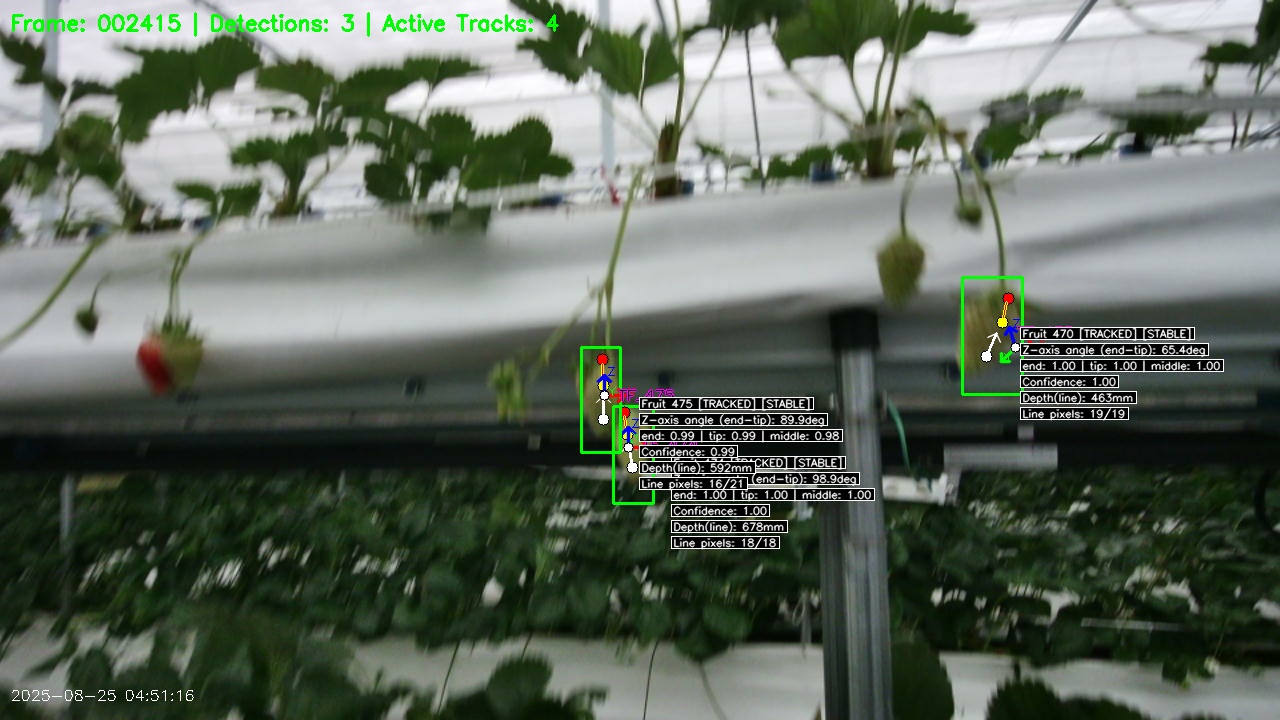 Frame: 002415 | Detections: 3 | Active Tracks: 4
Fruit 470 [TRACKED] [STABLE]
Z-axis angle (end-tip): 65.4deg
end: 1.00 | tip: 1.00 | middle: 1.00
Confidence: 1.00
Depth(line): 463mm
Line pixels: 19/19
Z
Z
TF_475
Fruit 475 [TRACKED] [STABLE]
Z-axis angle (end-tip): 89.9deg
end: 0.99 | tip: 0.99 | middle: 0.98
Confidence: 0.99
Depth(line): 592mm
Line pixels: 16/21
[STABLE]
(end-tip): 98.9deg
end: 1.00 | tip: 1.00 | middle: 1.00
Confidence: 1.00
Depth(line): 678mm
Line pixels: 18/18
2025-08-25 04:51:16